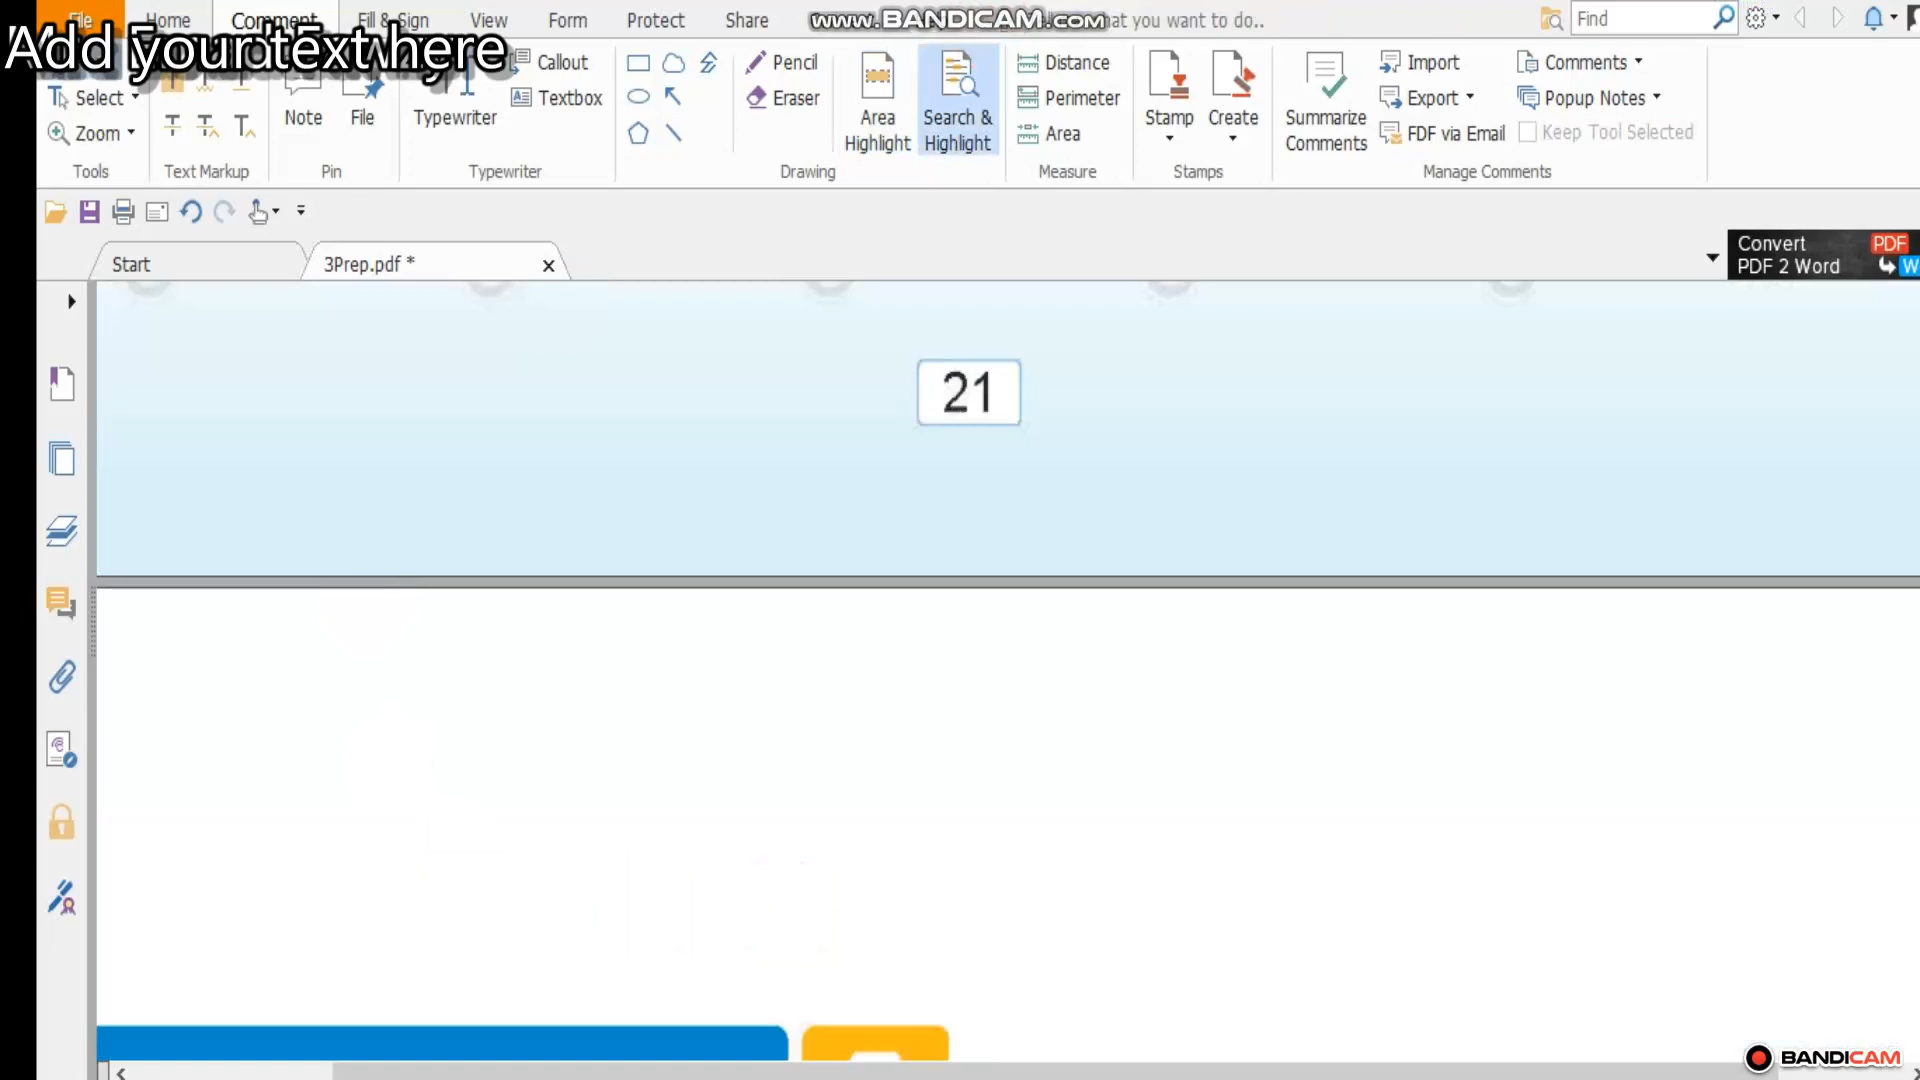 File Home Comment Fill & Sign View Form Protect Share www.BANDICAM.com hat you want to do.. Find
Add your text here
Select
Zoom
Tools
Text Markup
Note
File
Pin
Typewriter
Callout
Textbox
Typewriter
Pencil
Eraser
Area
Highlight
Search &
Highlight
Drawing
Distance
Perimeter
Area
Measure
Stamp
Create
Stamps
Summarize
Comments
Import
Export
FDF via Email
Comments
Popup Notes
Keep Tool Selected
Manage Comments
Start
3Prep.pdf *
x
Convert PDF
PDF 2 Word W
21
BANDICAM